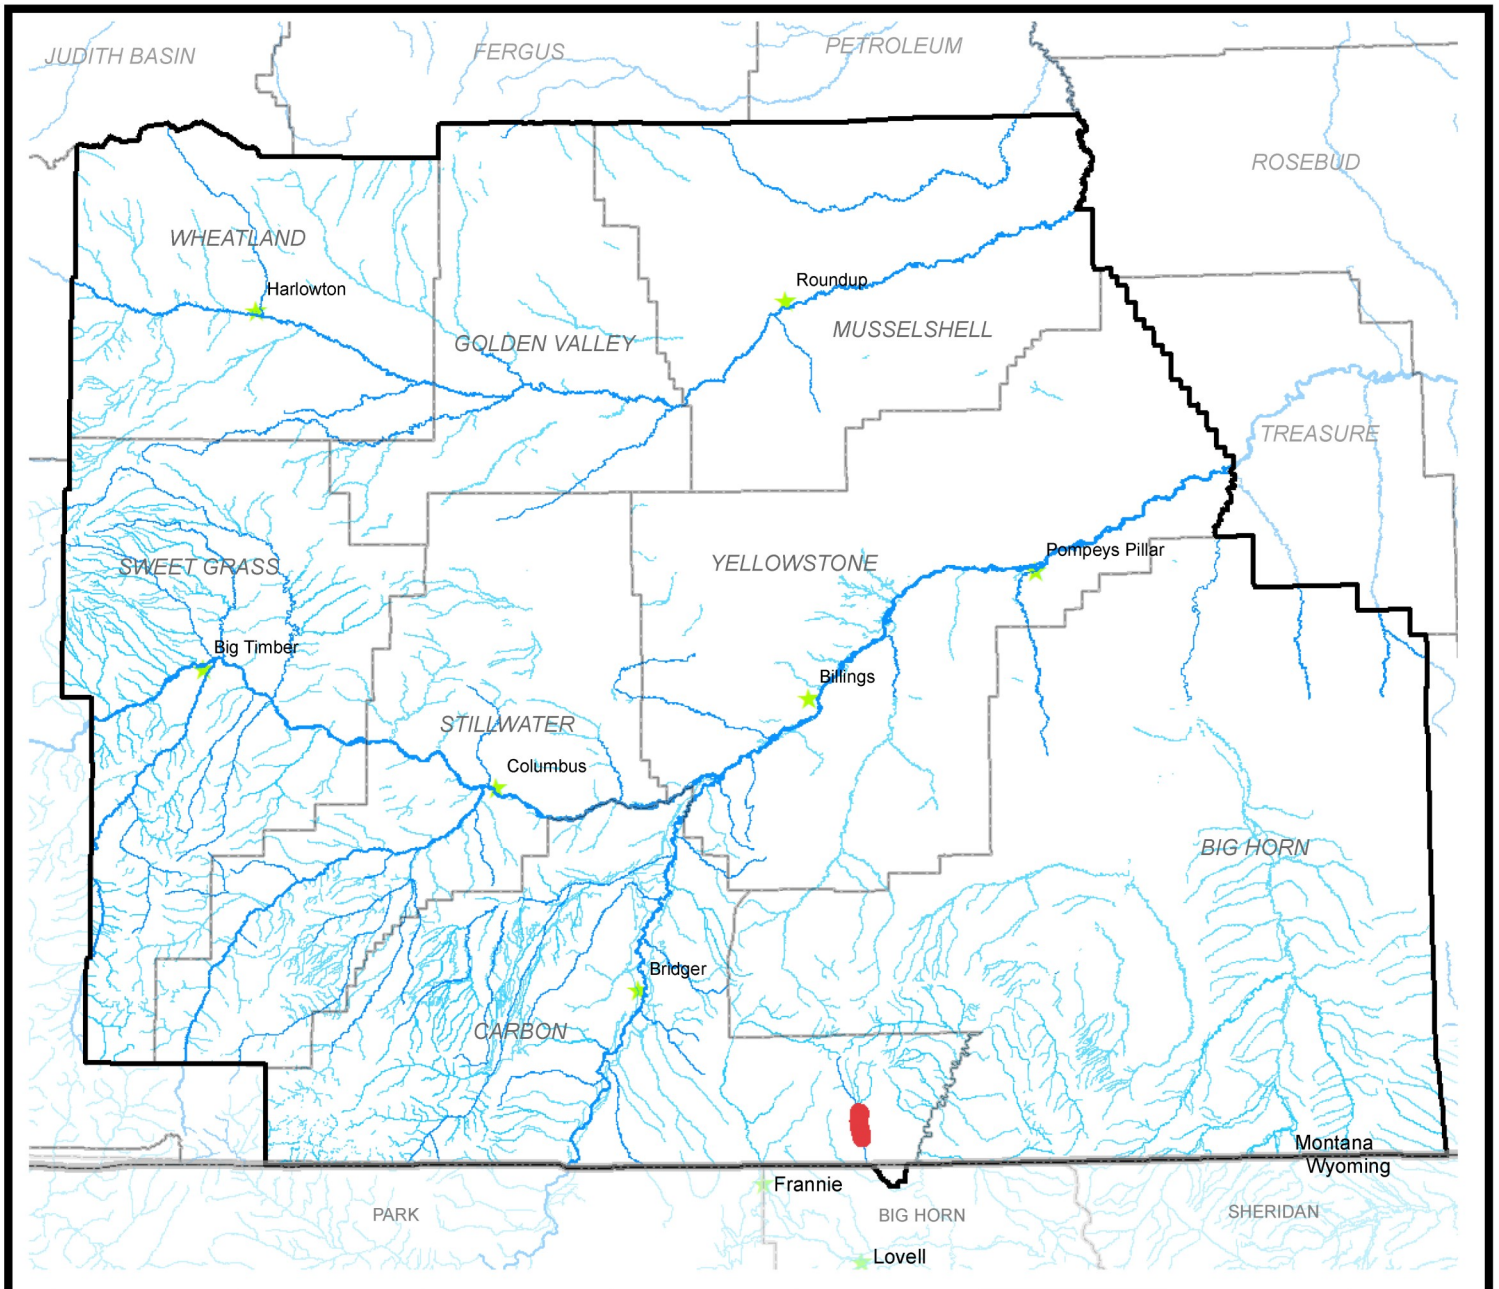 JUDITH BASIN
FERGUS
PETROLEUM
ROSEBUD
WHEATLAND
Harlowton
Roundup
GOLDEN VALLEY
MUSSELSHELL
TREASURE
SWEET GRASS
YELLOWSTONE
Pompeys Pillar
Big Timber
Billings
STILLWATER
Columbus
BIG HORN
Bridger
CARBON
Montana
Wyoming
Frannie
PARK
BIG HORN
SHERIDAN
Lovell